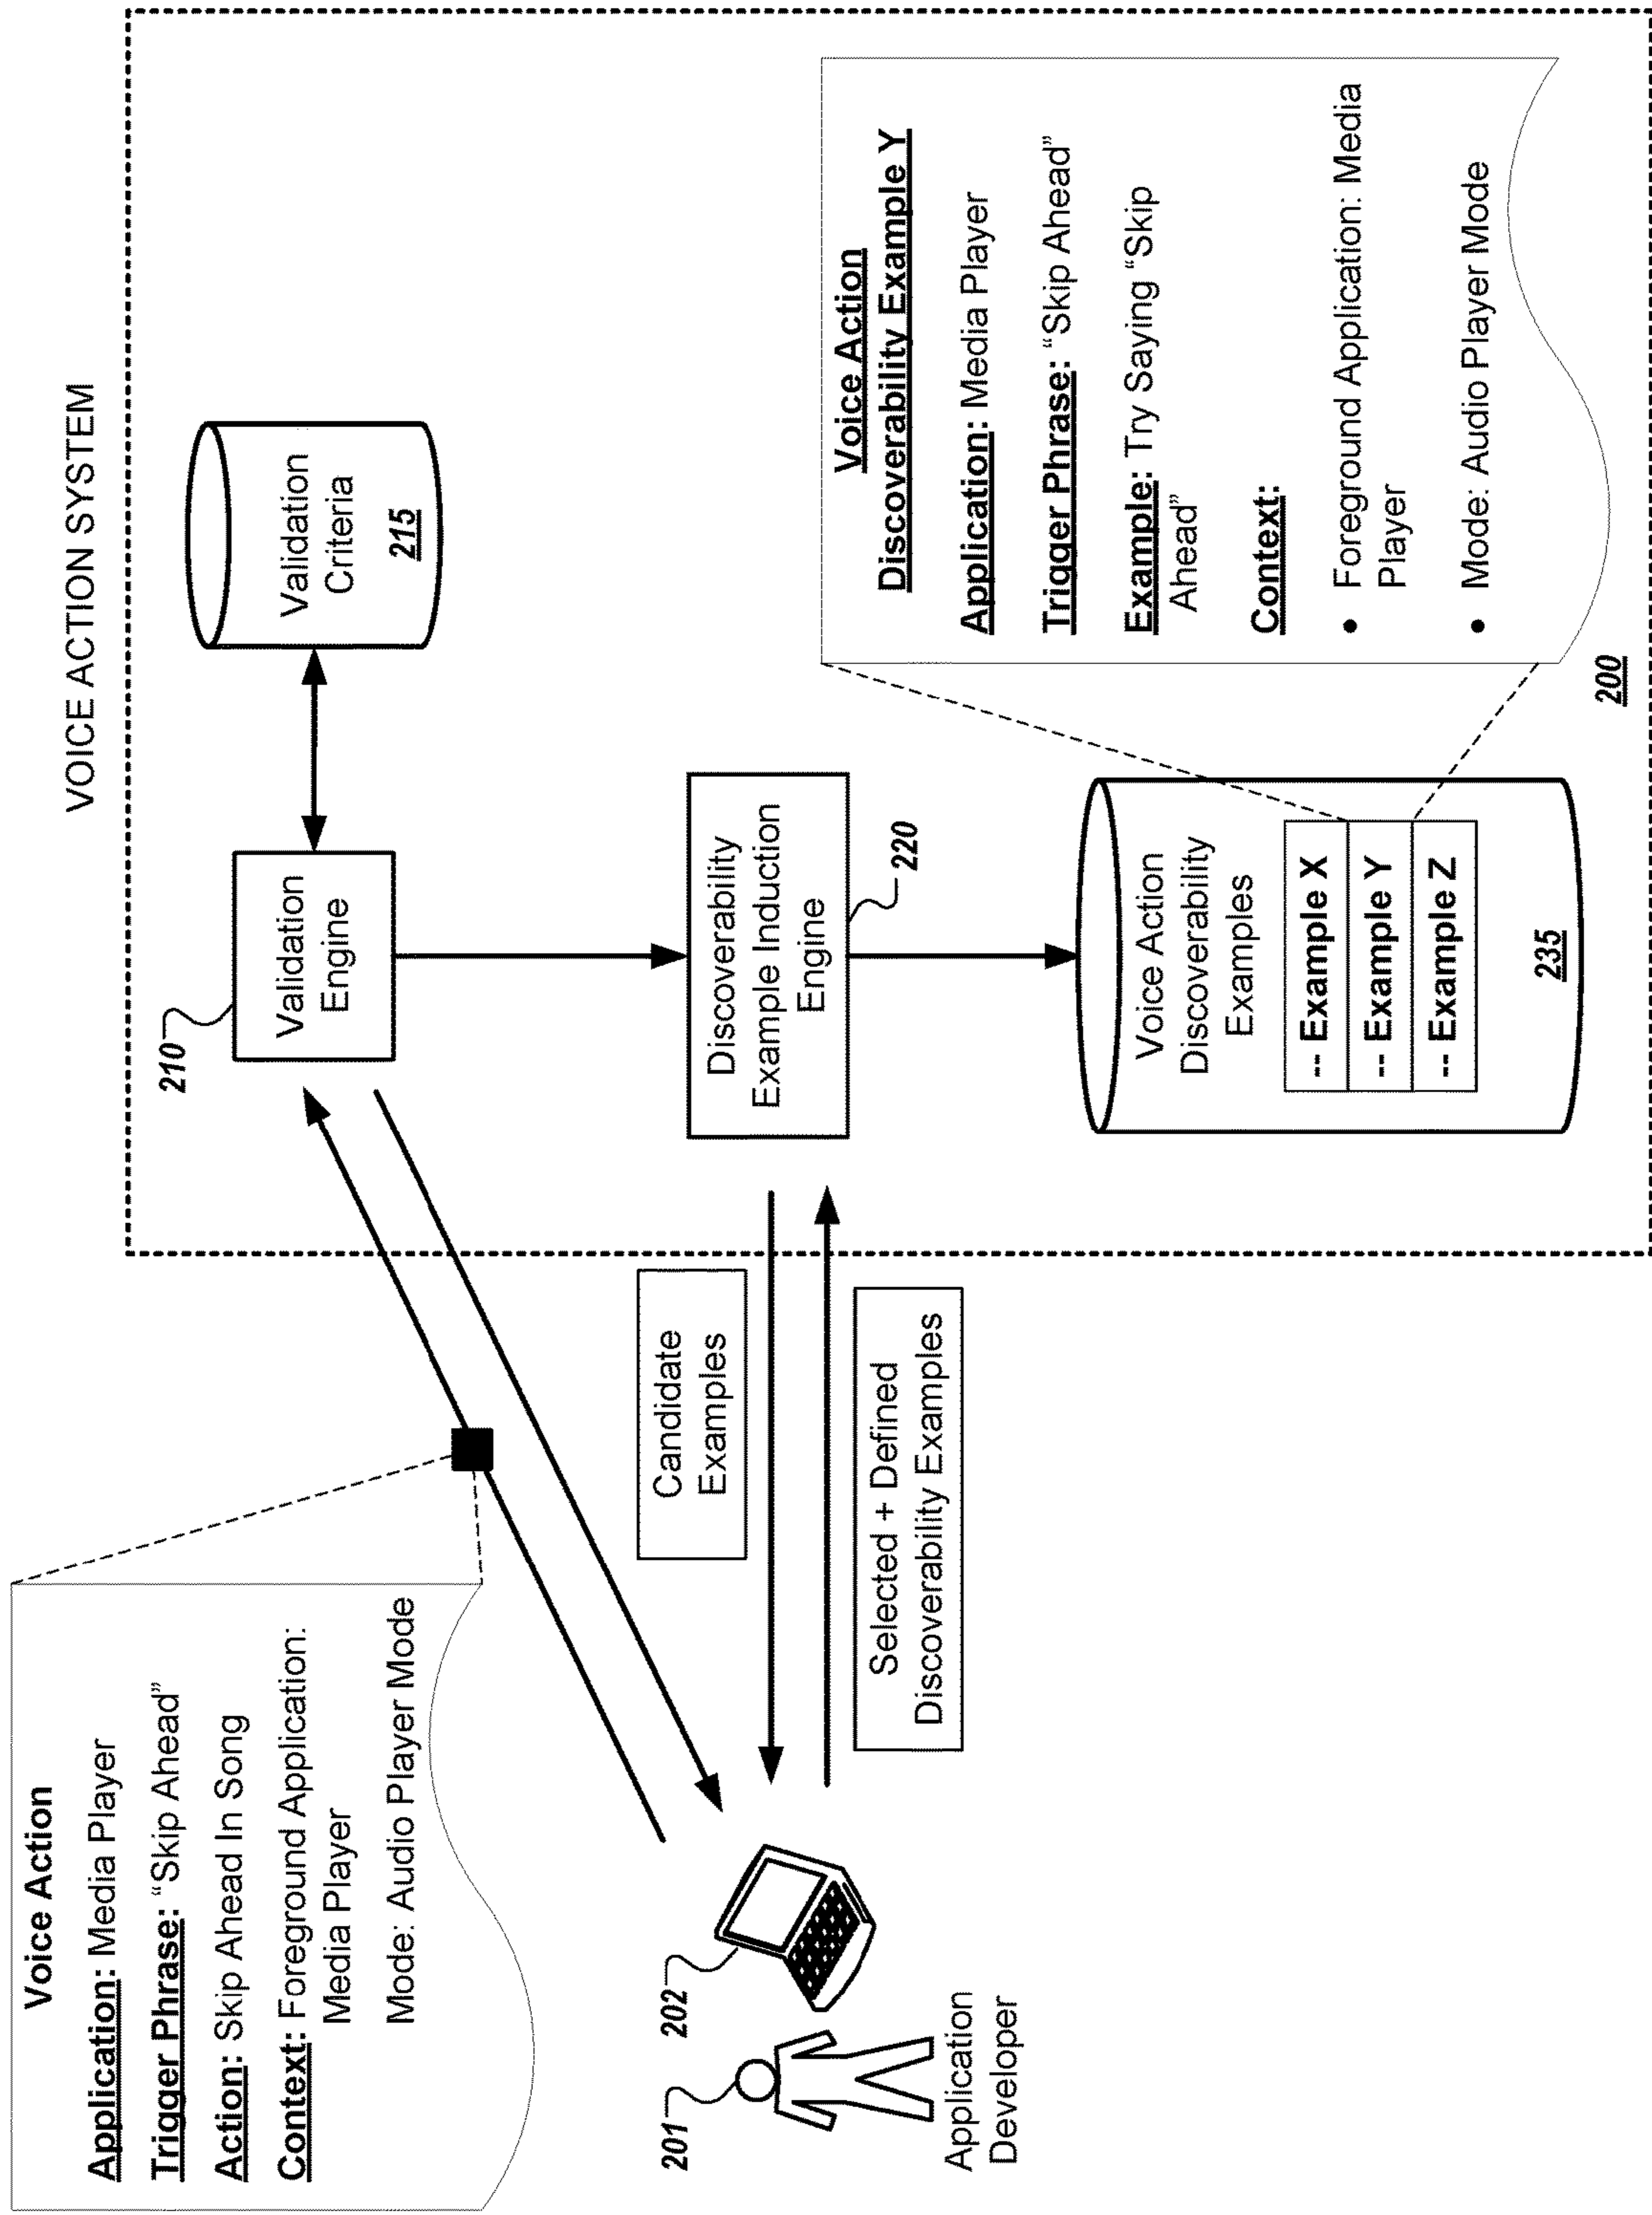 VOICE ACTION SYSTEM
Voice Action
Application: Media Player
Trigger Phrase: “Skip Ahead”
Action: Skip Ahead In Song
Context: Foreground Application:
Media Player
Mode: Audio Player Mode
210
Validation
Engine
Validation
Criteria
215
Candidate
Examples
Discoverability
Example Induction
Engine
220
Selected + Defined
Discoverability Examples
201
202
Application
Developer
Voice Action
Discoverability
Examples
-- Example X
-- Example Y
-- Example Z
235
Voice Action
Discoverability Example Y
Application: Media Player
Trigger Phrase: “Skip Ahead”
Example: Try Saying “Skip
Ahead”
Context:
• Foreground Application: Media
Player
• Mode: Audio Player Mode
200